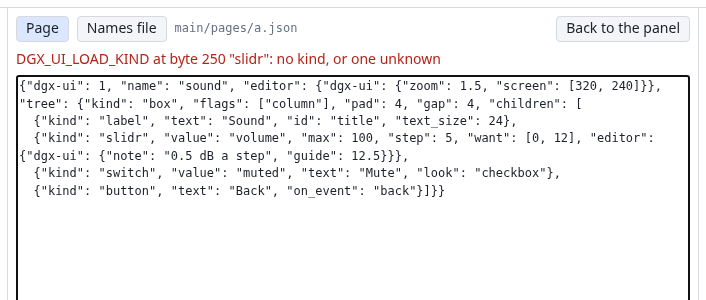 Page Names file main/pages/a.json Back to the panel
DGX_UI_LOAD_KIND at byte 250 "slidr": no kind, or one unknown
{"dgx-ui": 1, "name": "sound", "editor": {"dgx-ui": {"zoom": 1.5, "screen": [320, 240]}},
"tree": {"kind": "box", "flags": ["column"], "pad": 4, "gap": 4, "children": [
  {"kind": "label", "text": "Sound", "id": "title", "text_size": 24},
  {"kind": "slidr", "value": "volume", "max": 100, "step": 5, "want": [0, 12], "editor":
{"dgx-ui": {"note": "0.5 dB a step", "guide": 12.5}}},
  {"kind": "switch", "value": "muted", "text": "Mute", "look": "checkbox"},
  {"kind": "button", "text": "Back", "on_event": "back"}]}}